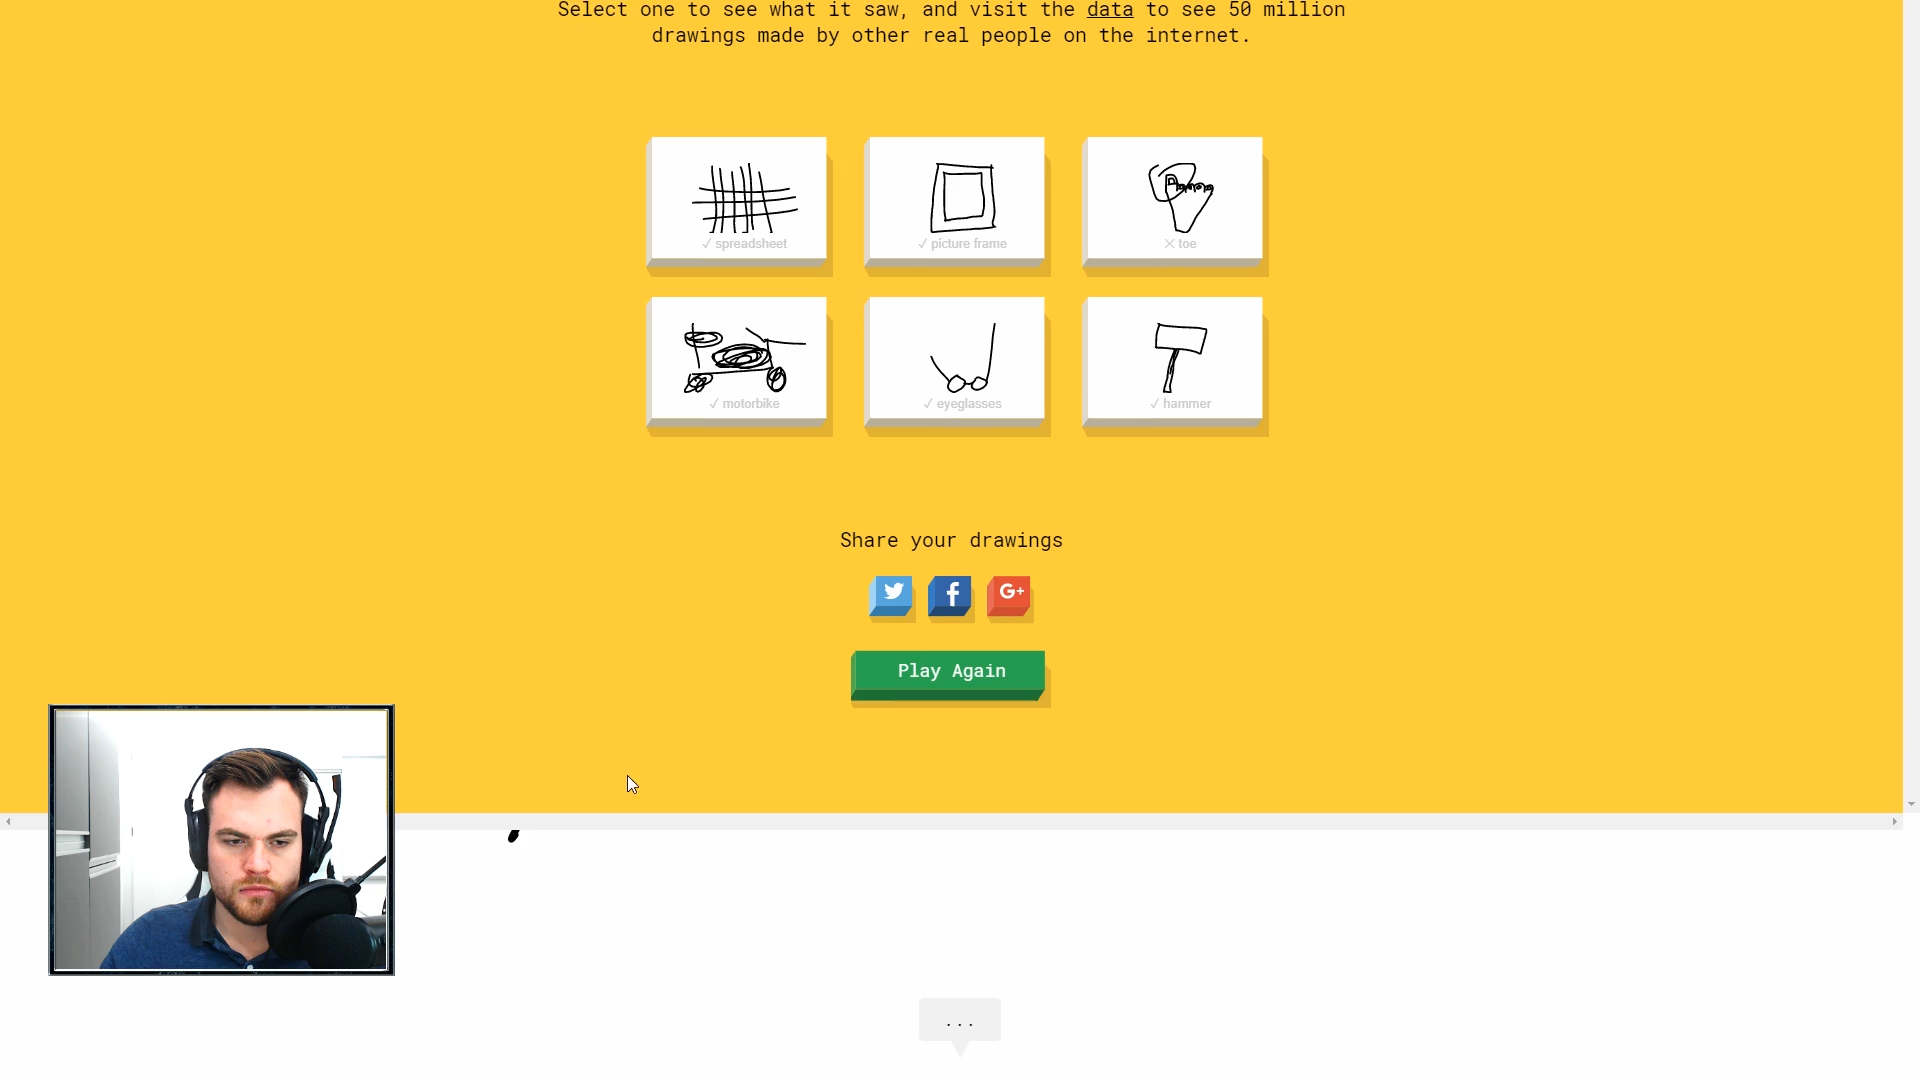 Select one to see what it saw, and visit the data to see 50 million
drawings made by other real people on the internet.
✓ spreadsheet
✓ picture frame
✕ toe
✓ motorbike
✓ eyeglasses
✓ hammer
Share your drawings
G+
Play Again
...